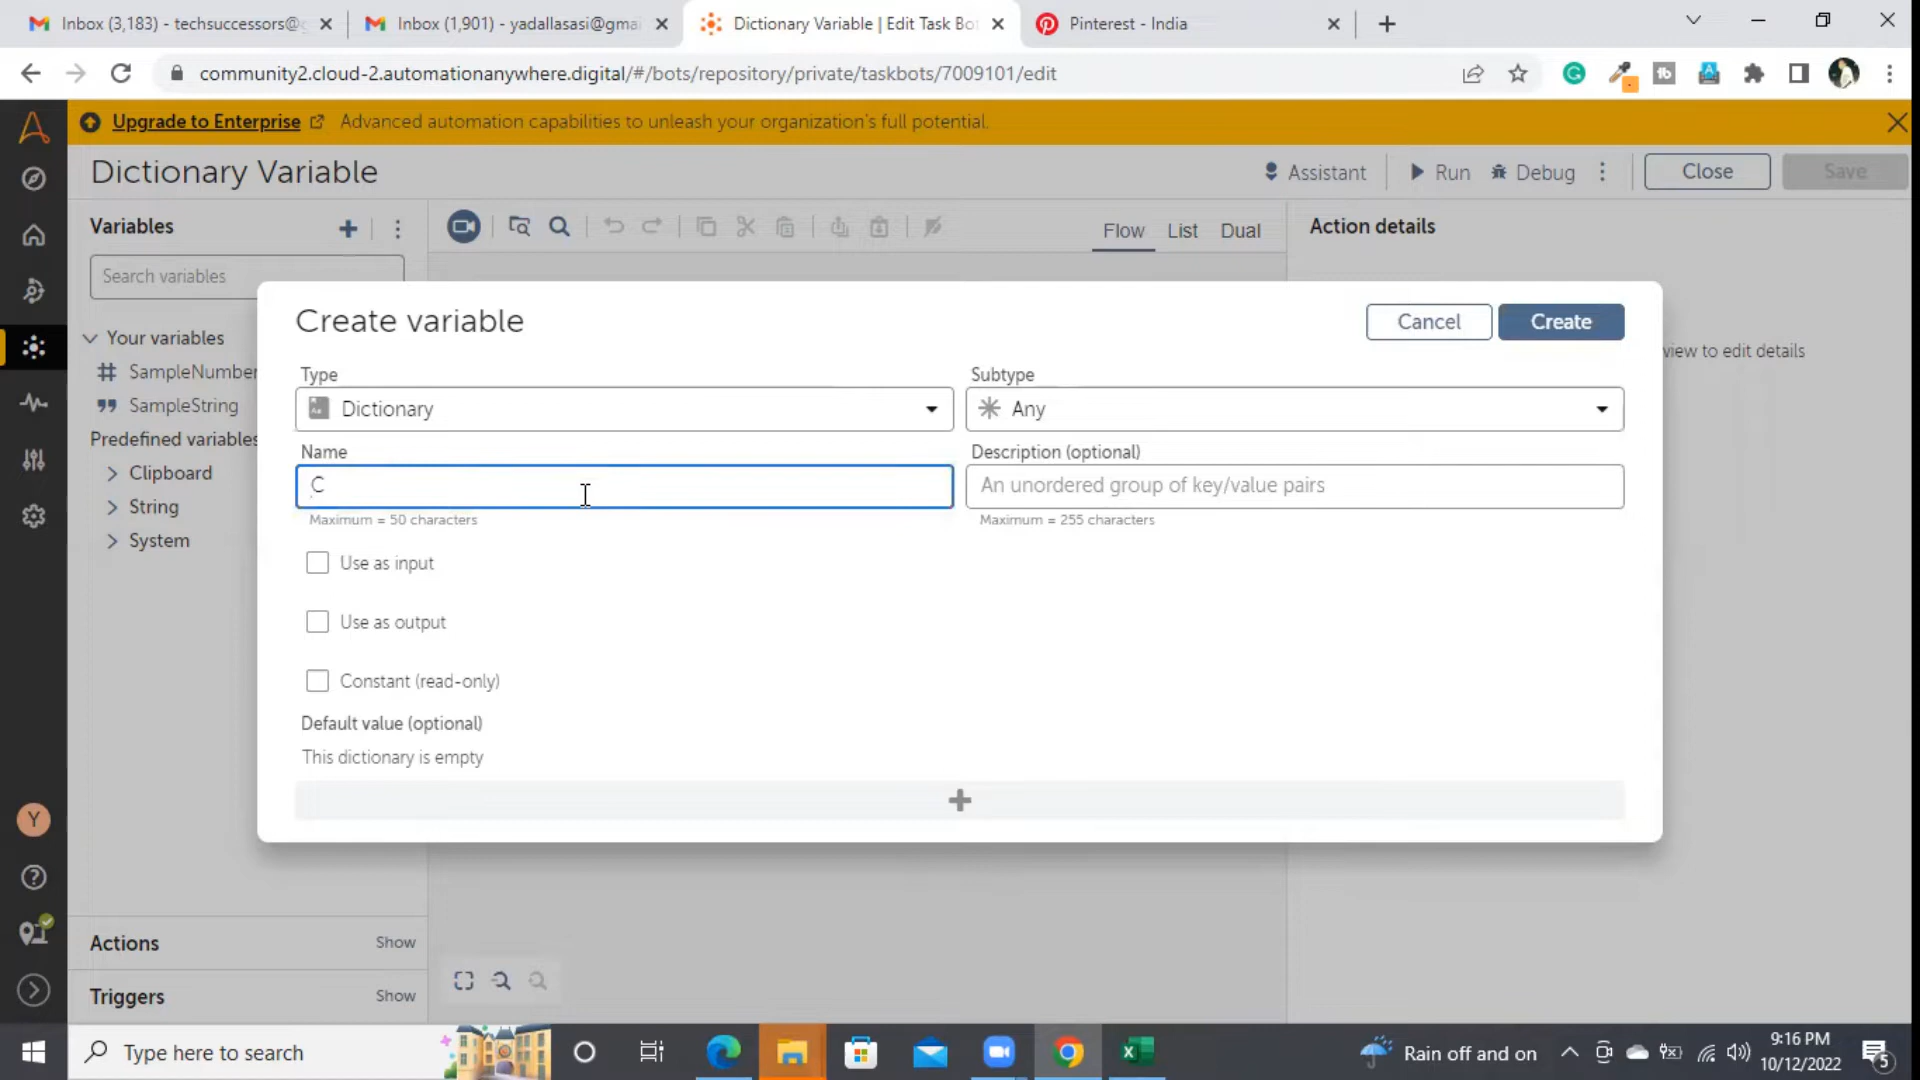 Inbox (3,183) - techsuccessors@g
Inbox (1,901) - yadallasasi@gmai
Dictionary Variable | Edit Task Bo
Pinterest - India
community2.cloud-2.automationanywhere.digital/#/bots/repository/private/taskbots/7009101/edit
Upgrade to Enterprise
Advanced automation capabilities to unleash your organization's full potential.
Dictionary Variable
Assistant
Run
Debug
Close
Save
Variables
Flow
List
Dual
Action details
Search variables
Create variable
Cancel
Create
Your variables
view to edit details
Type
Subtype
SampleNumber
Dictionary
Any
SampleString
Predefined variables
Name
Description (optional)
Clipboard
C
An unordered group of key/value pairs
String
Maximum = 50 characters
Maximum = 255 characters
System
Use as input
Use as output
Constant (read-only)
Default value (optional)
This dictionary is empty
Y
Actions
Show
Triggers
Show
Type here to search
Rain off and on
9:16 PM
10/12/2022
5